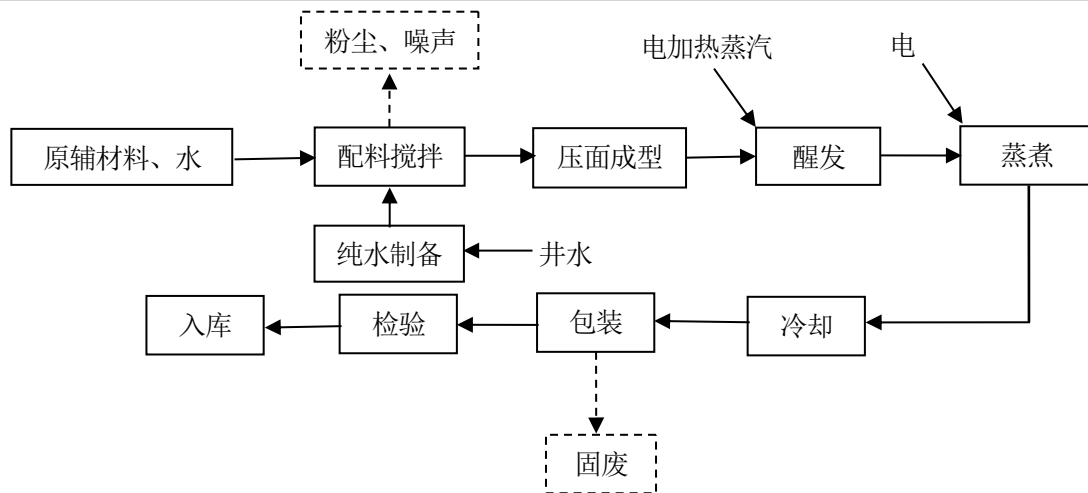 粉尘、噪声
电加热蒸汽
电
原辅材料、水
配料搅拌
压面成型
醒发
蒸煮
纯水制备
井水
入库
检验
包装
冷却
固废